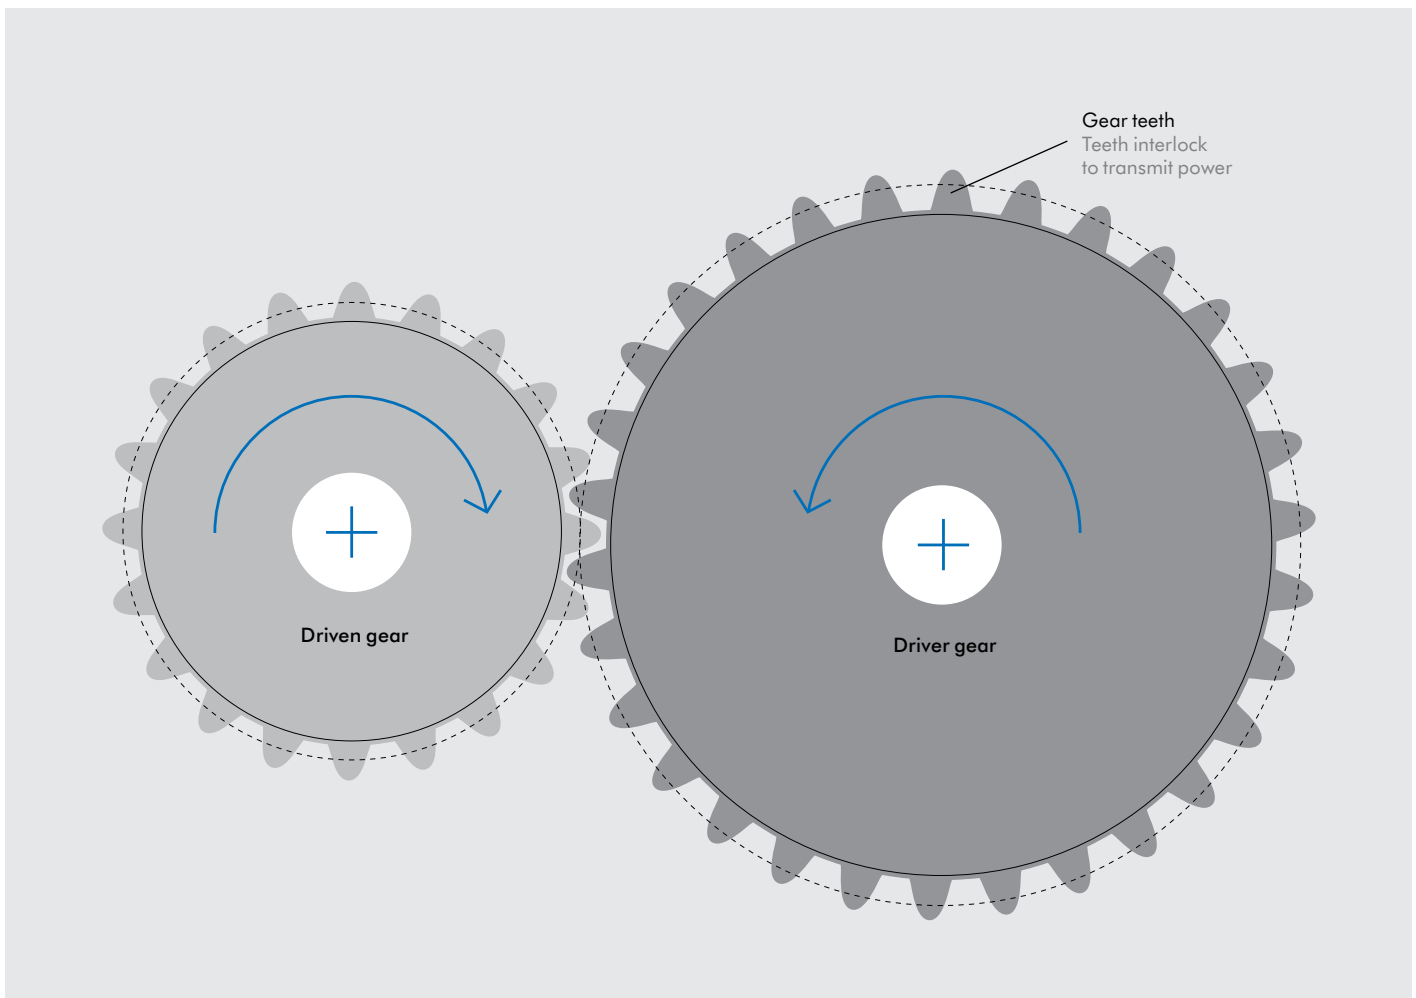 Gear teeth
Teeth interlock
to transmit power
Driven gear
Driver gear